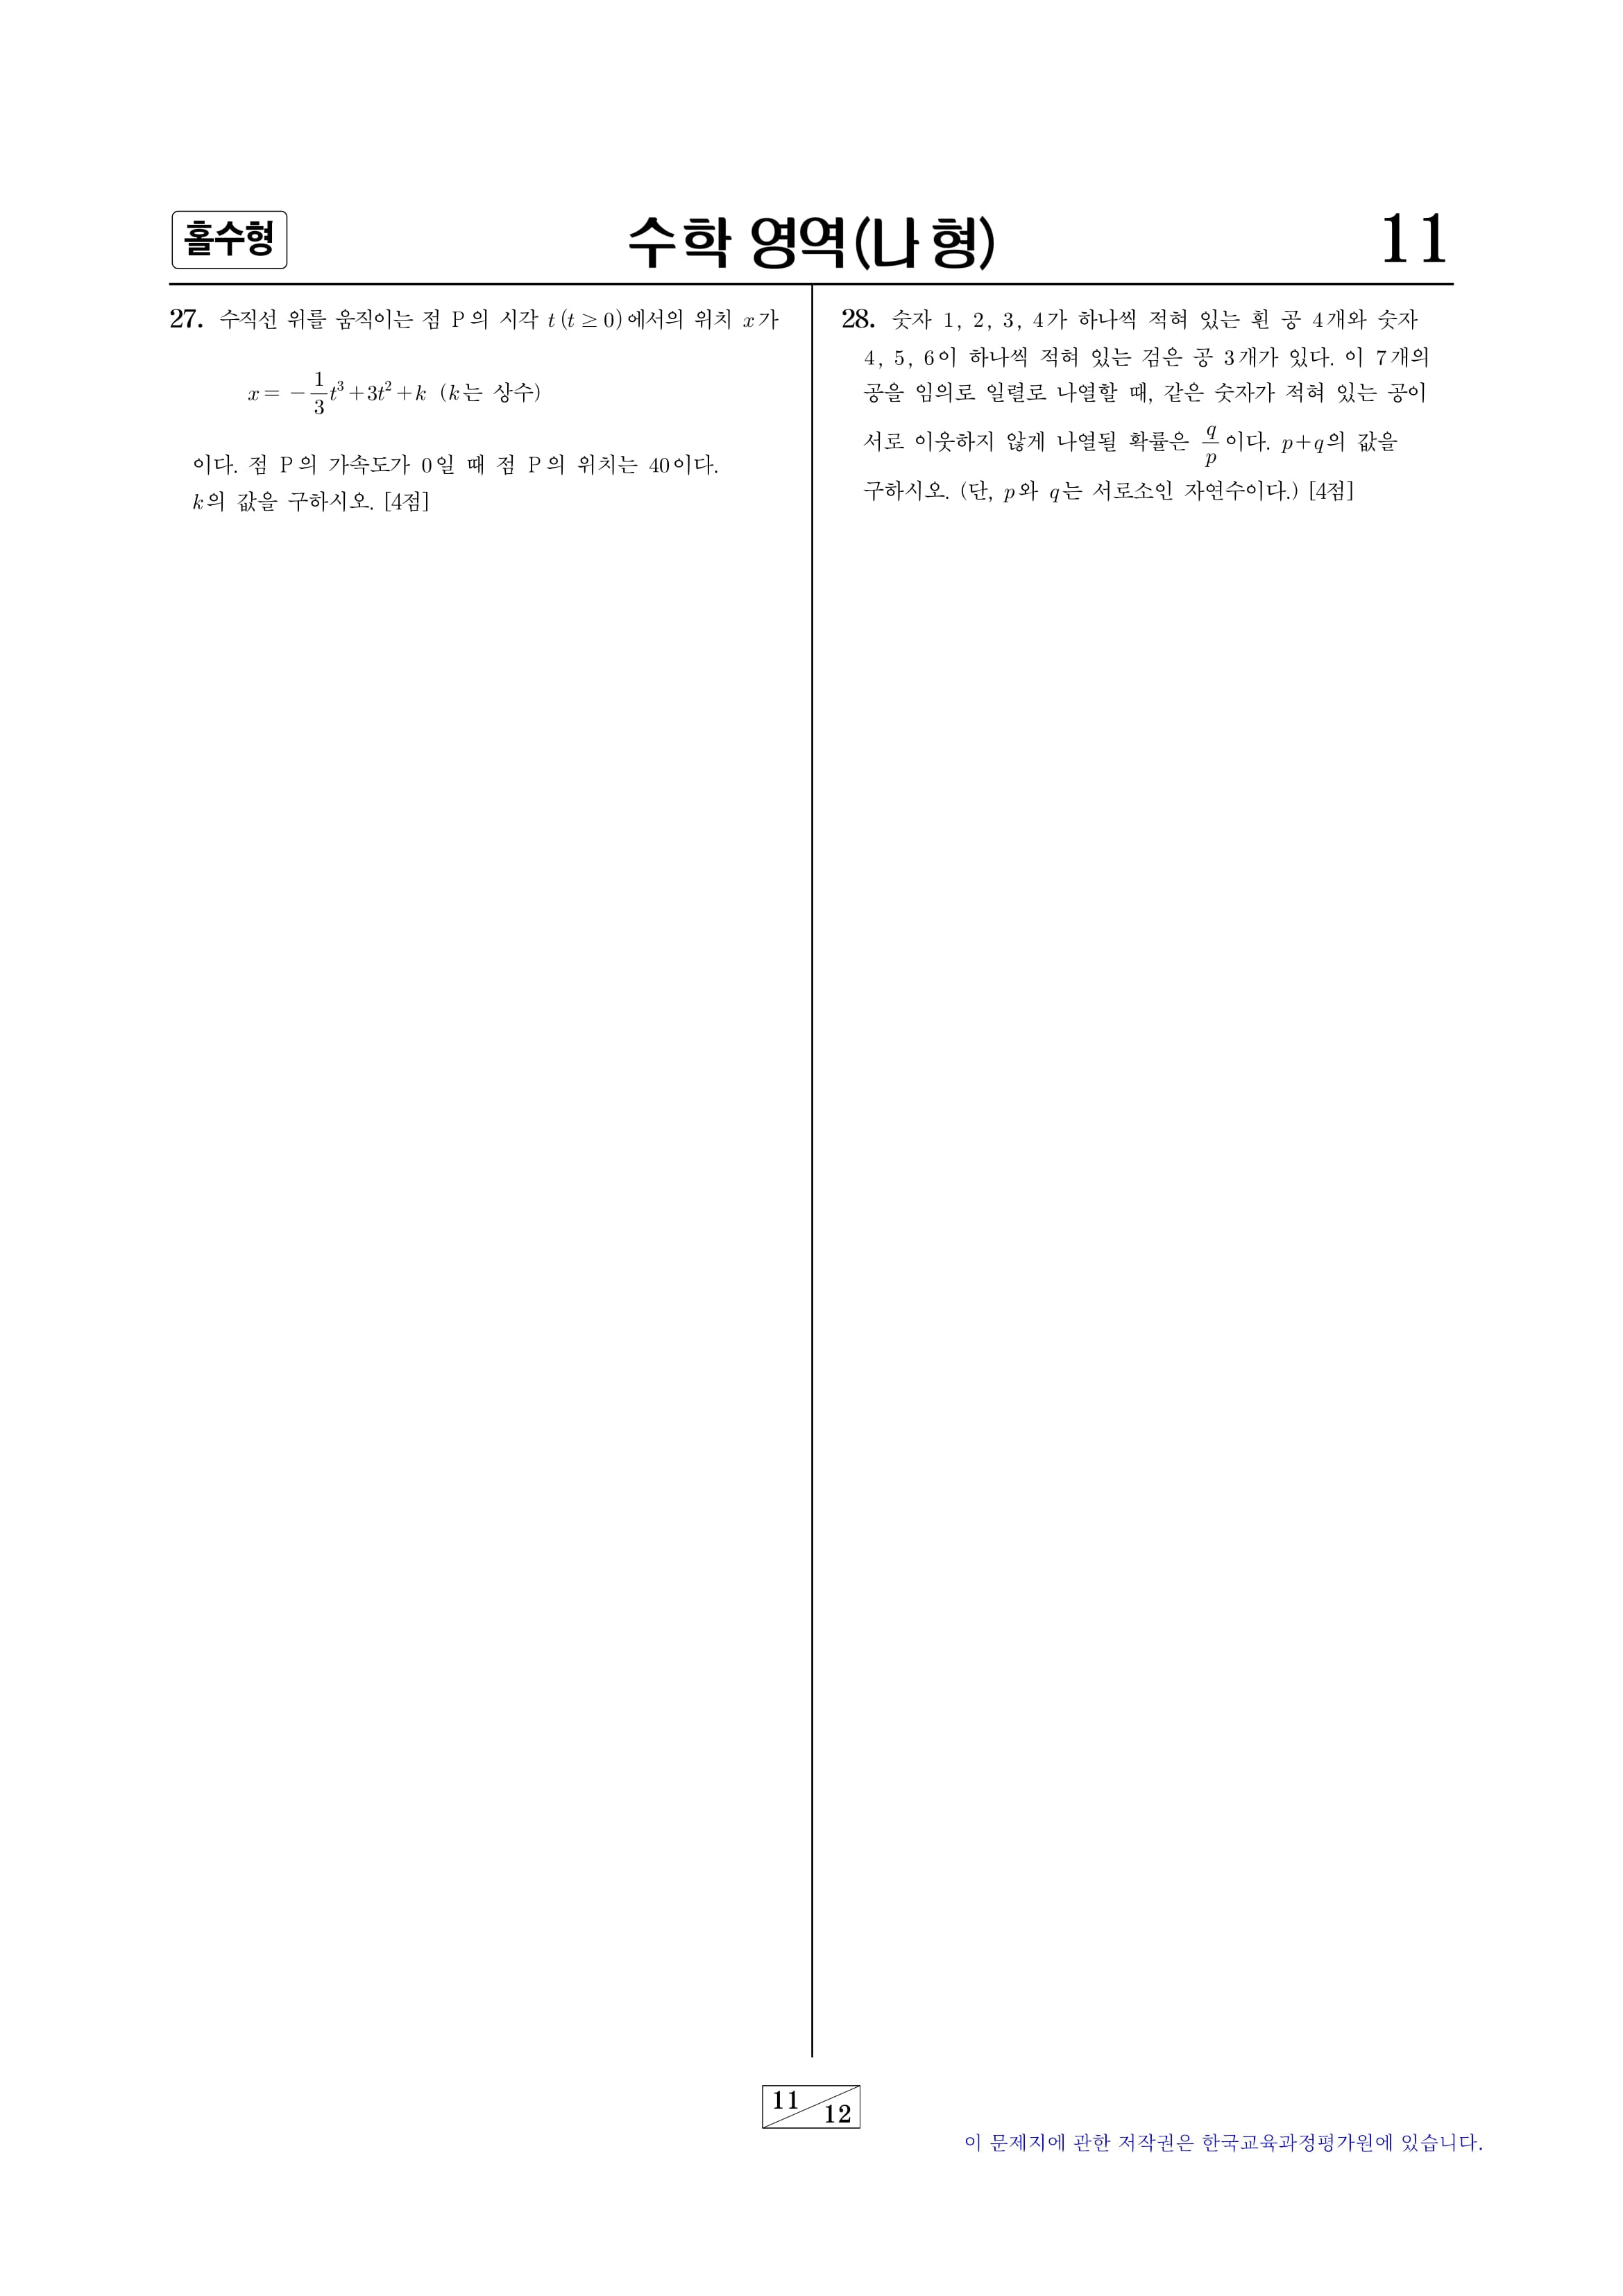 홀수형
수학 영역(나 형)
11
27. 수직선 위를 움직이는 점 P의 시각 t(t ≥ 0)에서의 위치 x가
x = −1/3 t³ + 3t² + k (k는 상수)
이다. 점 P의 가속도가 0일 때 점 P의 위치는 40이다.
k의 값을 구하시오. [4점]
28. 숫자 1, 2, 3, 4가 하나씩 적혀 있는 흰 공 4개와 숫자
4, 5, 6이 하나씩 적혀 있는 검은 공 3개가 있다. 이 7개의
공을 임의로 일렬로 나열할 때, 같은 숫자가 적혀 있는 공이
서로 이웃하지 않게 나열될 확률은 q/p이다. p+q의 값을
구하시오. (단, p와 q는 서로소인 자연수이다.) [4점]
11
12
이 문제지에 관한 저작권은 한국교육과정평가원에 있습니다.